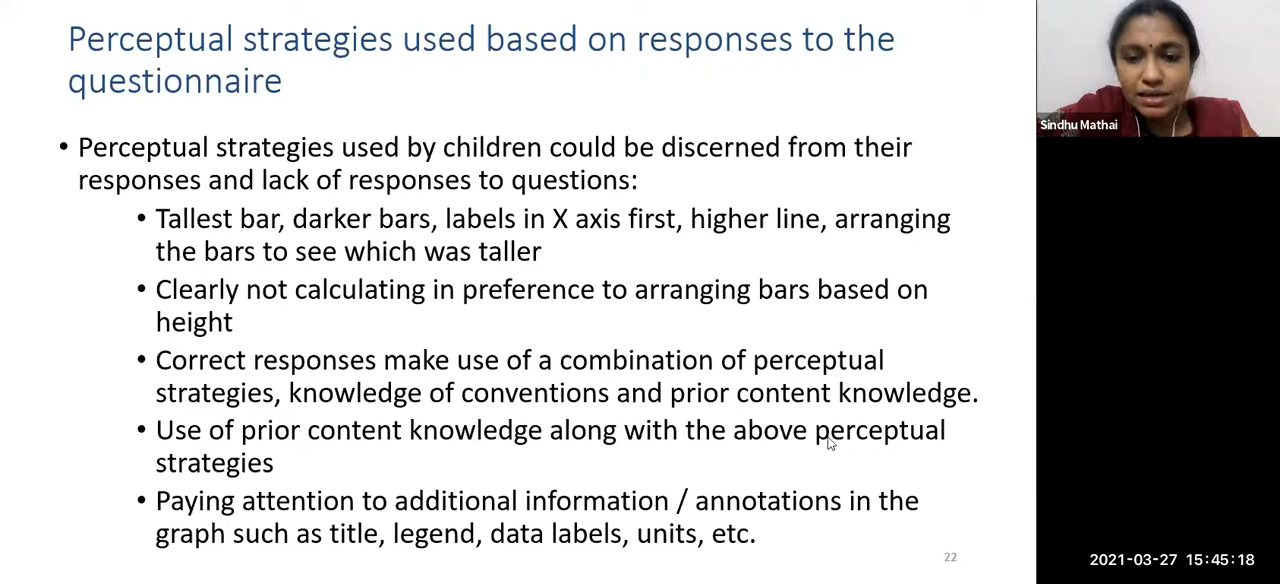 Perceptual strategies used based on responses to the
questionnaire
• Perceptual strategies used by children could be discerned from their
responses and lack of responses to questions:
• Tallest bar, darker bars, labels in X axis first, higher line, arranging
the bars to see which was taller
• Clearly not calculating in preference to arranging bars based on
height
• Correct responses make use of a combination of perceptual
strategies, knowledge of conventions and prior content knowledge.
• Use of prior content knowledge along with the above perceptual
strategies
• Paying attention to additional information / annotations in the
graph such as title, legend, data labels, units, etc.
22
Sindhu Mathai
2021-03-27 15:45:18